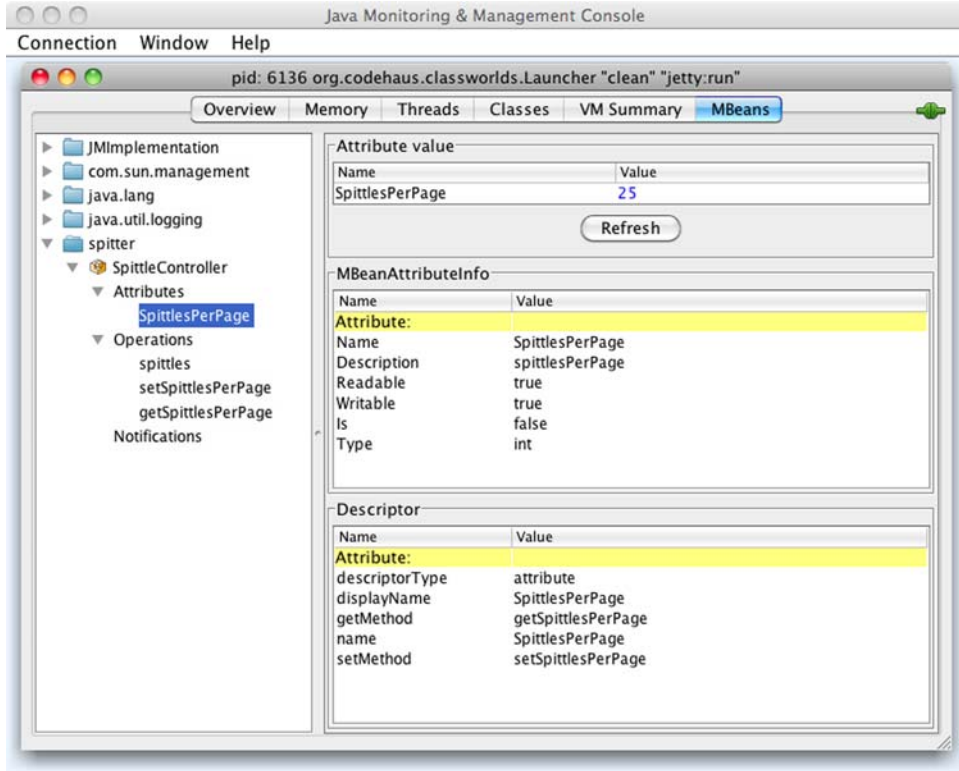 Java Monitoring & Management Console
Connection Window Help
pid: 6136 org.codehaus.classworlds.Launcher "clean" "jetty:run"
Overview Memory Threads Classes VM Summary MBeans
JMImplementation
com.sun.management
java.lang
java.util.logging
spitter
SpittleController
Attributes
SpittlesPerPage
Operations
spittles
setSpittlesPerPage
getSpittlesPerPage
Notifications
Attribute value
Name Value
SpittlesPerPage 25
Refresh
MBeanAttributeInfo
Name Value
Attribute:
Name SpittlesPerPage
Description spittlesPerPage
Readable true
Writable true
Is false
Type int
Descriptor
Name Value
Attribute:
descriptorType attribute
displayName SpittlesPerPage
getMethod getSpittlesPerPage
name SpittlesPerPage
setMethod setSpittlesPerPage